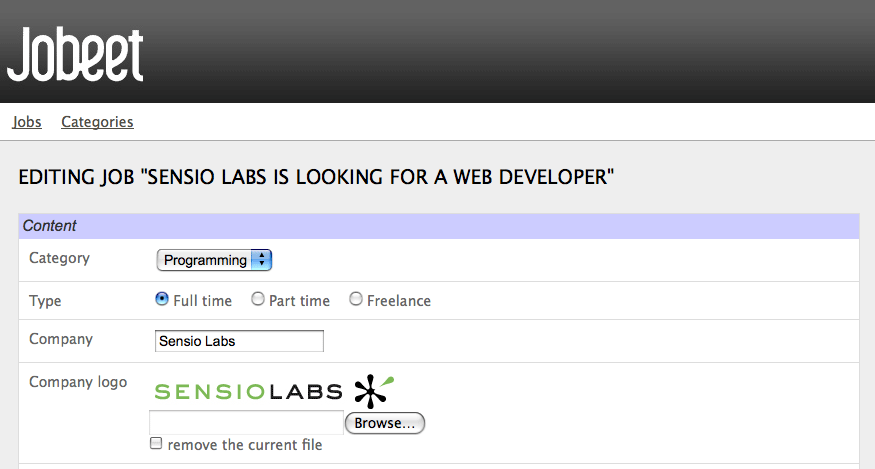 Jobeet
Jobs Categories
EDITING JOB "SENSIO LABS IS LOOKING FOR A WEB DEVELOPER"
Content
Category Programming
Type Full time Part time Freelance
Company Sensio Labs
Company logo SENSIOLABS
Browse...
remove the current file